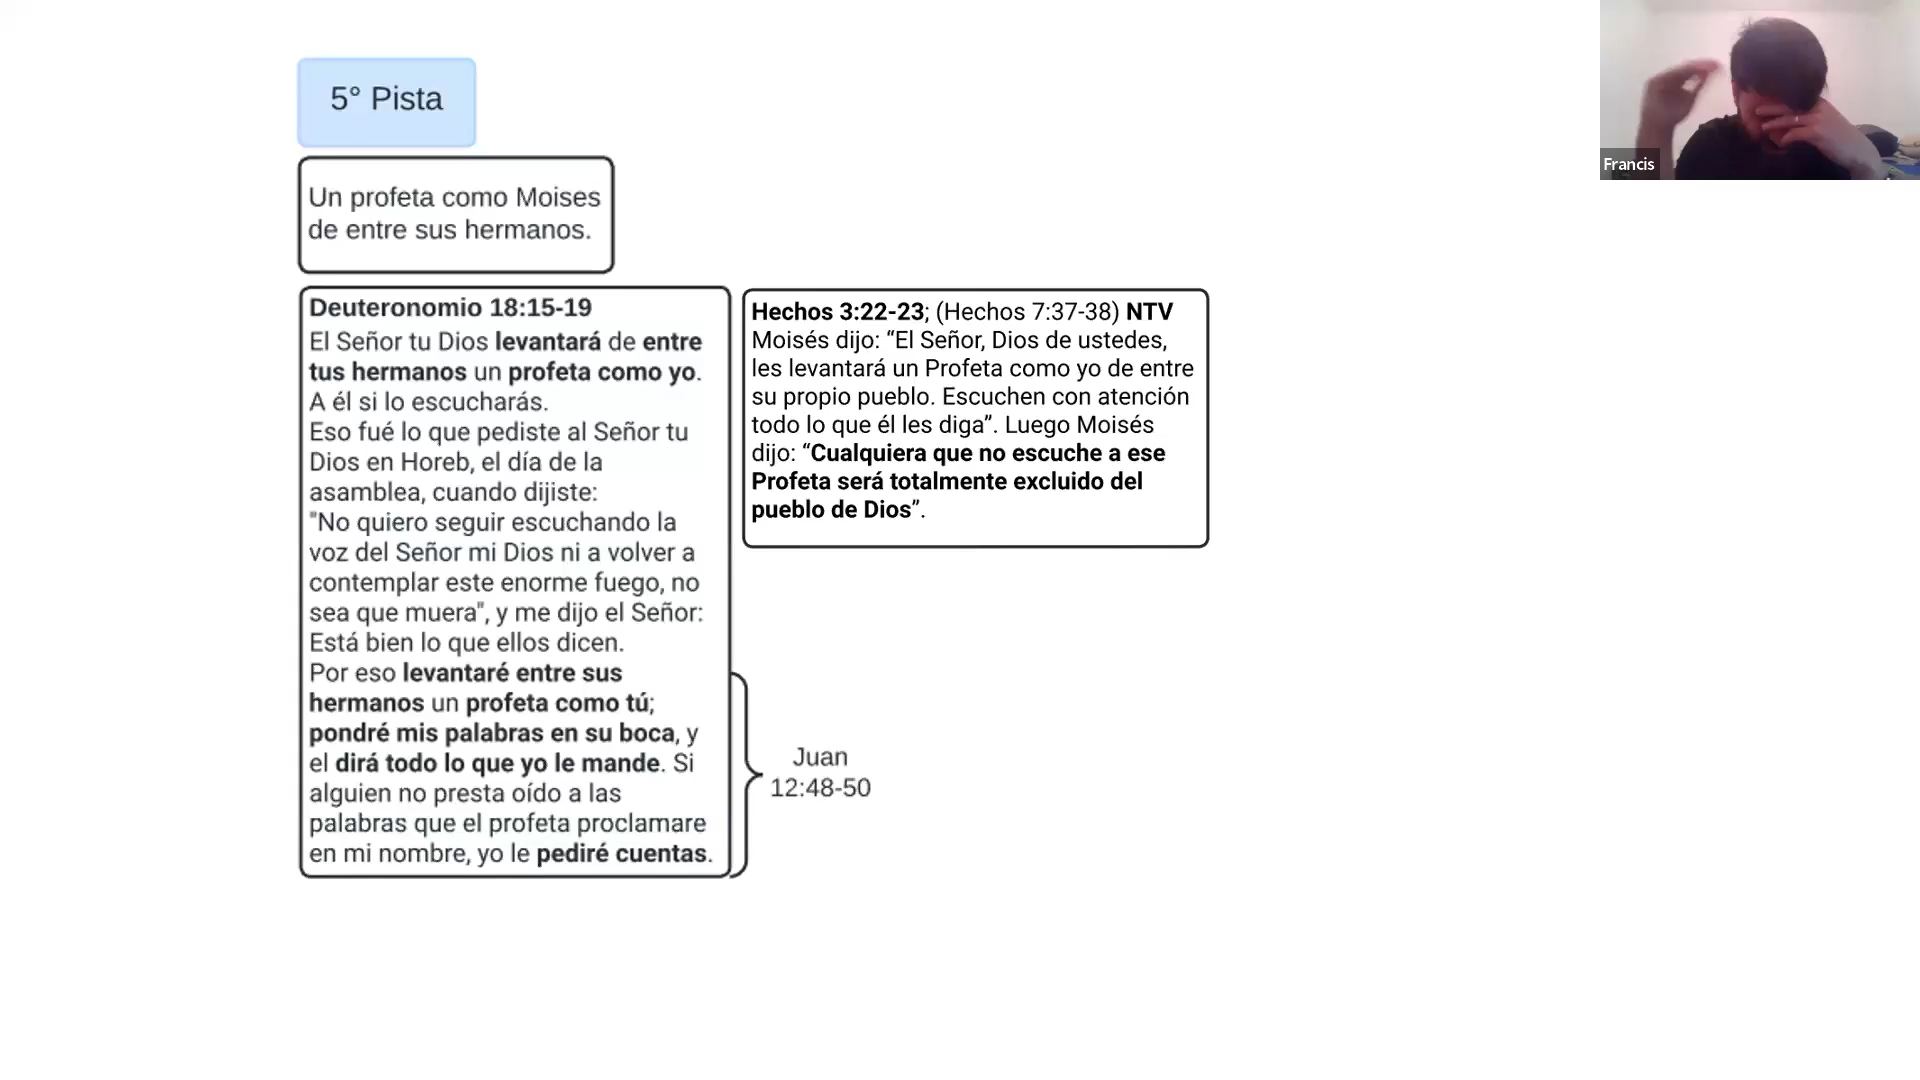 5° Pista
Un profeta como Moises
de entre sus hermanos.
Deuteronomio 18:15-19
El Señor tu Dios levantará de entre
tus hermanos un profeta como yo.
A él si lo escucharás.
Eso fué lo que pediste al Señor tu
Dios en Horeb, el día de la
asamblea, cuando dijiste:
"No quiero seguir escuchando la
voz del Señor mi Dios ni a volver a
contemplar este enorme fuego, no
sea que muera", y me dijo el Señor:
Está bien lo que ellos dicen.
Por eso levantaré entre sus
hermanos un profeta como tú;
pondré mis palabras en su boca, y
el dirá todo lo que yo le mande. Si
alguien no presta oído a las
palabras que el profeta proclamare
en mi nombre, yo le pediré cuentas.
Hechos 3:22-23; (Hechos 7:37-38) NTV
Moisés dijo: “El Señor, Dios de ustedes,
les levantará un Profeta como yo de entre
su propio pueblo. Escuchen con atención
todo lo que él les diga”. Luego Moisés
dijo: “Cualquiera que no escuche a ese
Profeta será totalmente excluido del
pueblo de Dios”.
Juan
12:48-50
Francis